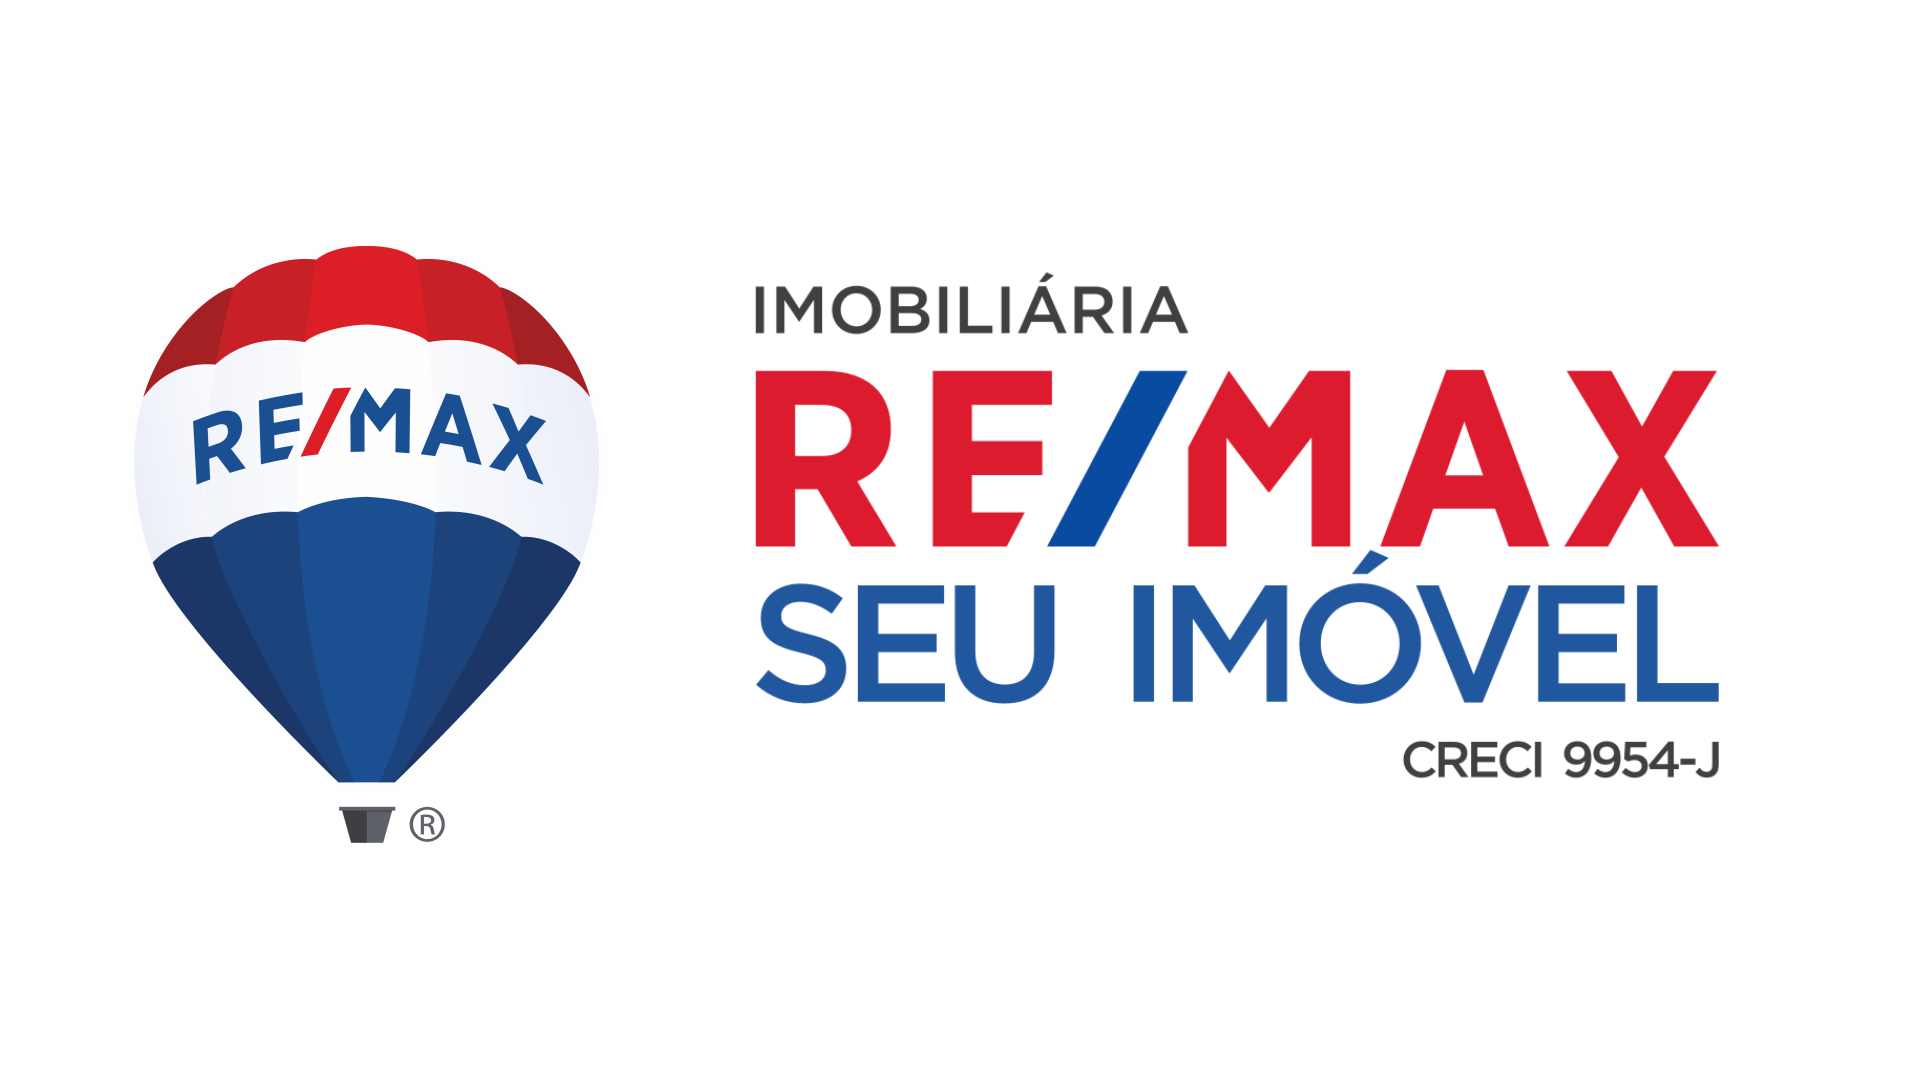 RE/MAX
®
IMOBILIÁRIA
RE/MAX
SEU IMÓVEL
CRECI 9954-J